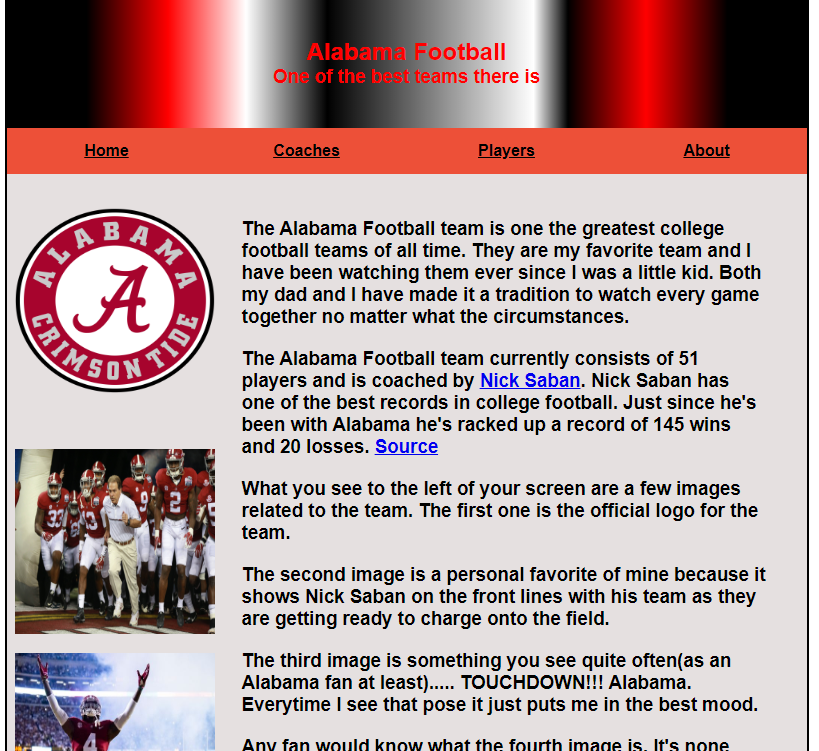 Alabama Football
One of the best teams there is
Home Coaches Players About
ALABAMA
CRIMSON TIDE
A
The Alabama Football team is one the greatest college
football teams of all time. They are my favorite team and I
have been watching them ever since I was a little kid. Both
my dad and I have made it a tradition to watch every game
together no matter what the circumstances.
The Alabama Football team currently consists of 51
players and is coached by Nick Saban. Nick Saban has
one of the best records in college football. Just since he's
been with Alabama he's racked up a record of 145 wins
and 20 losses. Source
33
9
2
What you see to the left of your screen are a few images
related to the team. The first one is the official logo for the
team.
The second image is a personal favorite of mine because it
shows Nick Saban on the front lines with his team as they
are getting ready to charge onto the field.
The third image is something you see quite often(as an
Alabama fan at least)..... TOUCHDOWN!!! Alabama.
Everytime I see that pose it just puts me in the best mood.
4
Any fan would know what the fourth image is. It's none